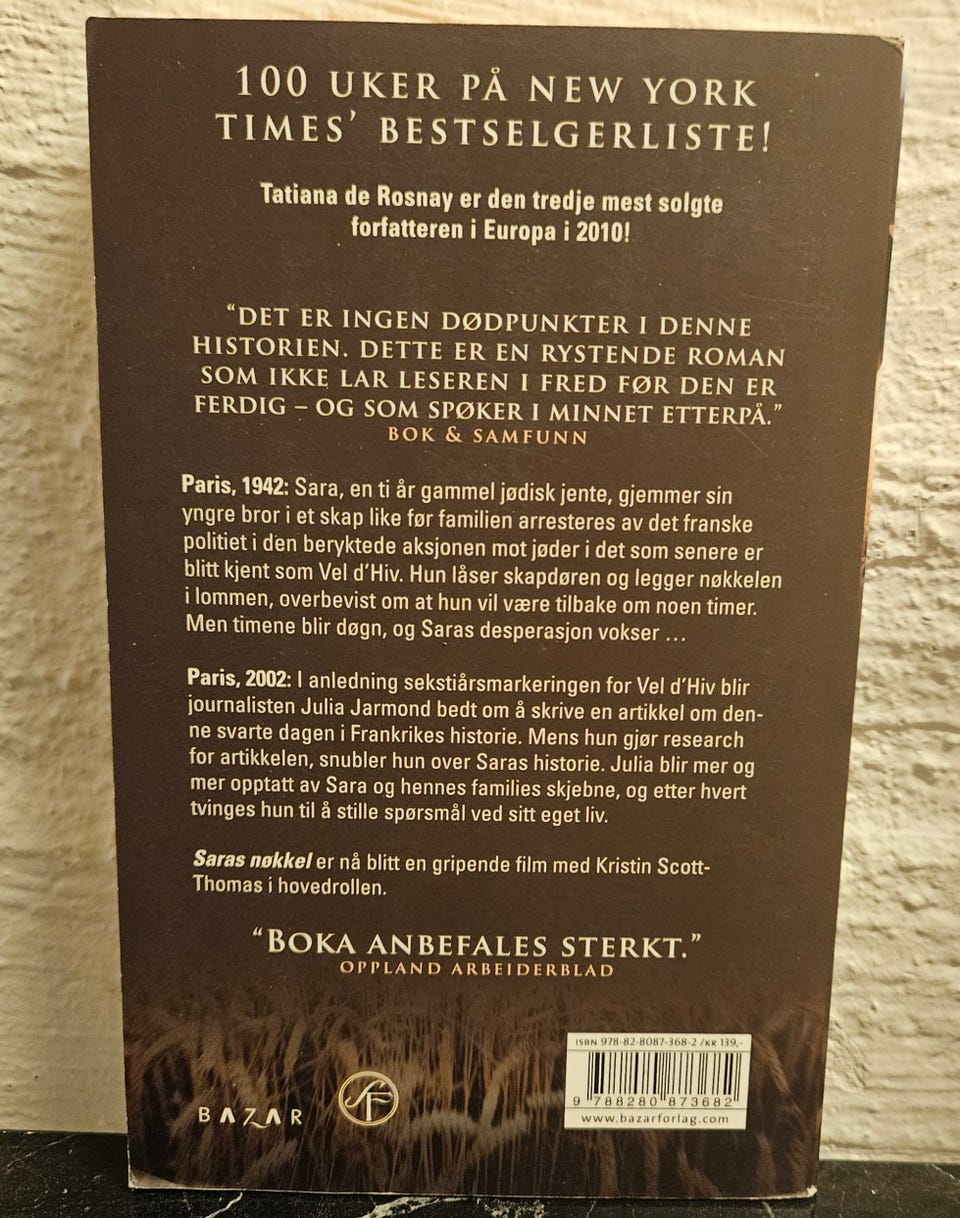 100 UKER PÅ NEW YORK
TIMES’ BESTSELGERLISTE!
Tatiana de Rosnay er den tredje mest solgte
forfatteren i Europa i 2010!
“DET ER INGEN DØDPUNKTER I DENNE
HISTORIEN. DETTE ER EN RYSTENDE ROMAN
SOM IKKE LAR LESEREN I FRED FØR DEN ER
FERDIG – OG SOM SPØKER I MINNET ETTERPÅ.”
BOK & SAMFUNN
Paris, 1942: Sara, en ti år gammel jødisk jente, gjemmer sin
yngre bror i et skap like før familien arresteres av det franske
politiet i den beryktede aksjonen mot jøder i det som senere er
blitt kjent som Vel d’Hiv. Hun låser skapdøren og legger nøkkelen
i lommen, overbevist om at hun vil være tilbake om noen timer.
Men timene blir døgn, og Saras desperasjon vokser ...
Paris, 2002: I anledning sekstiårsmarkeringen for Vel d’Hiv blir
journalisten Julia Jarmond bedt om å skrive en artikkel om den-
ne svarte dagen i Frankrikes historie. Mens hun gjør research
for artikkelen, snubler hun over Saras historie. Julia blir mer og
mer opptatt av Sara og hennes families skjebne, og etter hvert
tvinges hun til å stille spørsmål ved sitt eget liv.
Saras nøkkel er nå blitt en gripende film med Kristin Scott-
Thomas i hovedrollen.
“BOKA ANBEFALES STERKT.”
OPPLAND ARBEIDERBLAD
ISBN 978-82-8087-368-2 /KR 139,-
9 788280 873682
www.bazarforlag.com
BAZAR
SF